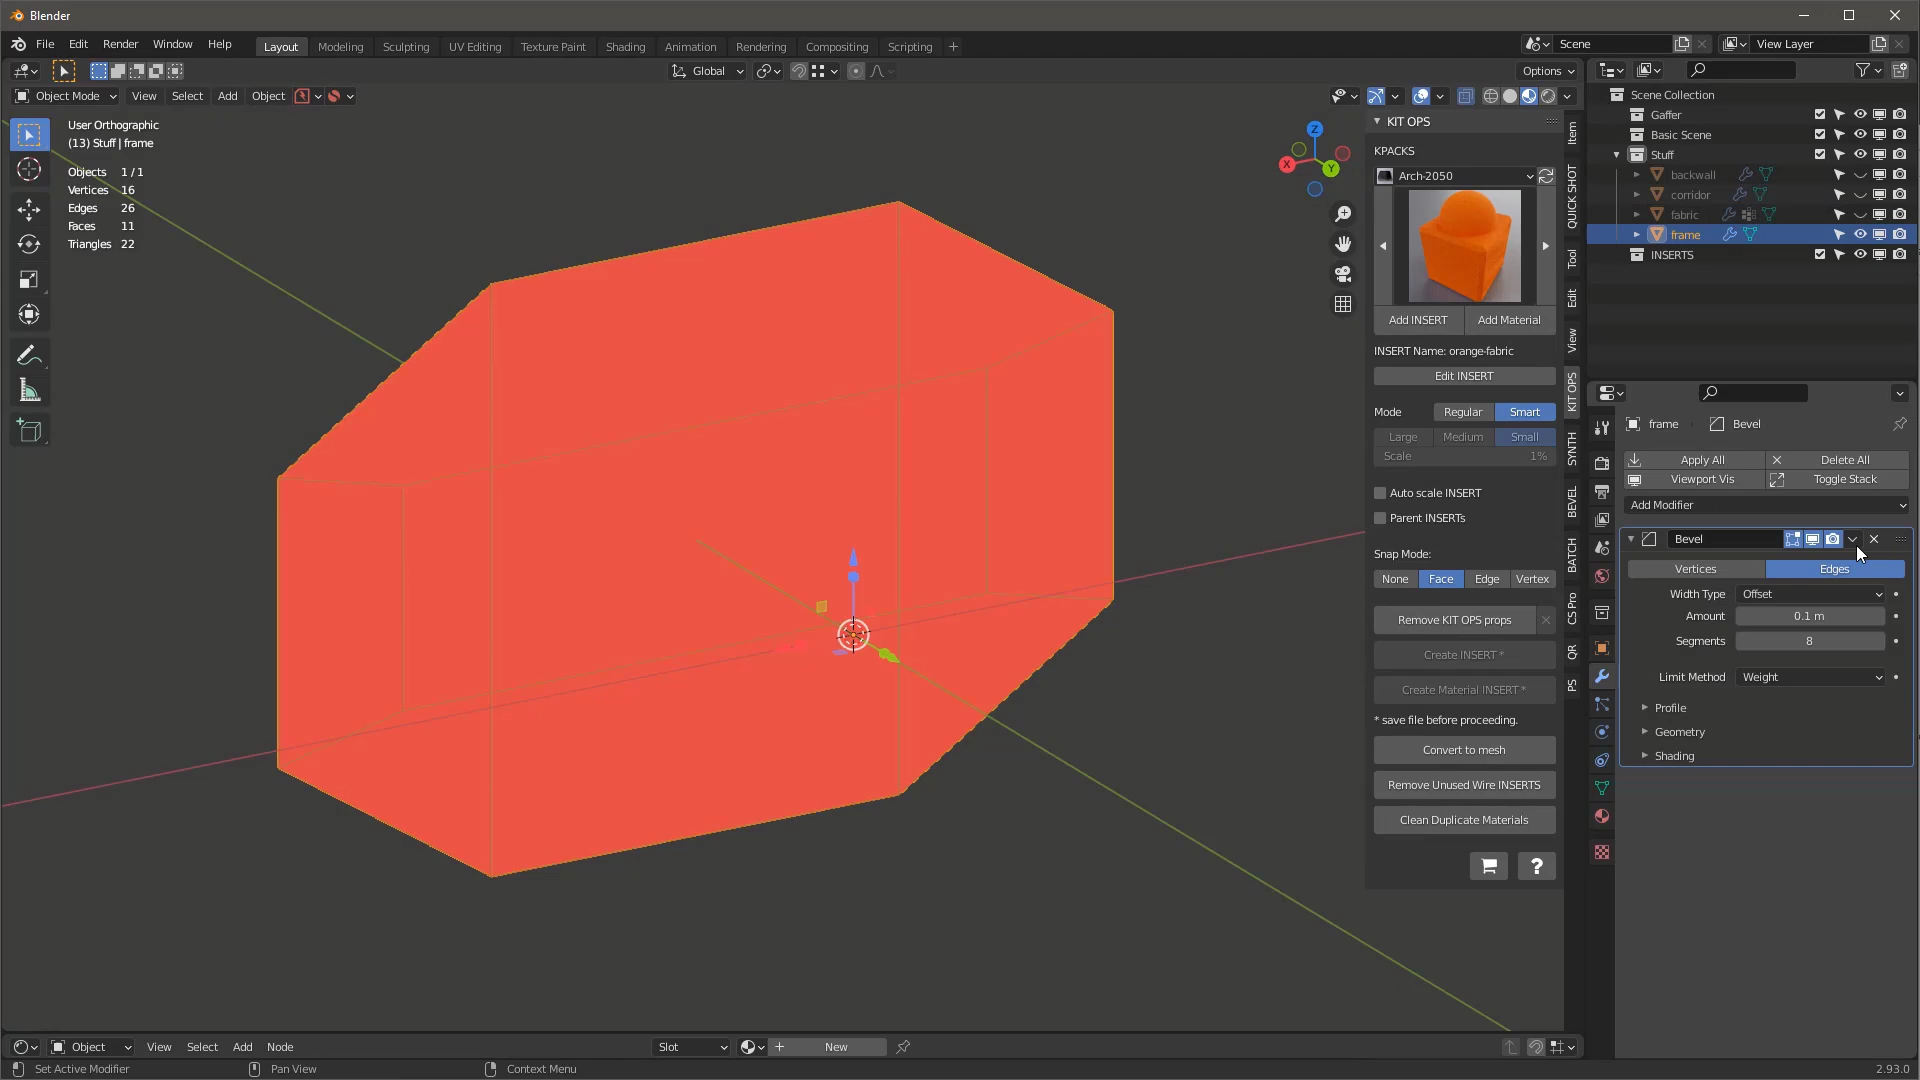 Blender
File Edit Render Window Help
Layout Modeling Sculpting UV Editing Texture Paint Shading Animation Rendering Compositing Scripting
Scene
View Layer
Global
Options
Object Mode View Select Add Object
User Orthographic
(13) Stuff | frame
Objects 1 / 1
Vertices 16
Edges 26
Faces 11
Triangles 22
Z
X
Y
KIT OPS
KPACKS
Arch-2050
Add INSERT
Add Material
INSERT Name: orange-fabric
Edit INSERT
Mode Regular Smart
Large Medium Small
Scale 1%
Auto scale INSERT
Parent INSERTs
Snap Mode:
None Face Edge Vertex
Remove KIT OPS props
Create INSERT*
Create Material INSERT*
* save file before proceeding.
Convert to mesh
Remove Unused Wire INSERTS
Clean Duplicate Materials
?
Item
QUICK SHOT
Tool
Edit
View
KIT OPS
SYNTH
BEVEL
BATCH
CS Pro
QR
PS
Scene Collection
Gaffer
Basic Scene
Stuff
backwall
corridor
fabric
frame
INSERTS
frame Bevel
Apply All
Delete All
Viewport Vis
Toggle Stack
Add Modifier
Bevel
Vertices Edges
Width Type Offset
Amount 0.1 m
Segments 8
Limit Method Weight
Profile
Geometry
Shading
Object View Select Add Node
Slot
New
Set Active Modifier
Pan View
Context Menu
2.93.0